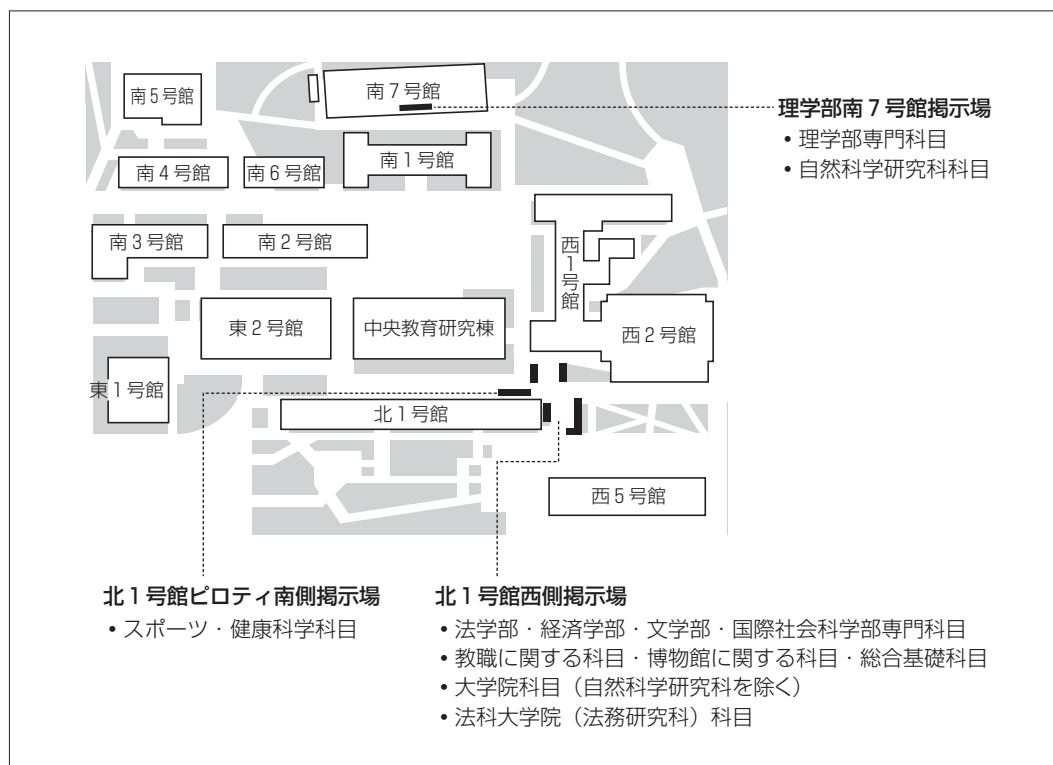 南5号館
南7号館
南4号館
南6号館
南1号館
理学部南7号館掲示場
• 理学部専門科目
• 自然科学研究科科目
南3号館
南2号館
西1号館
東2号館
中央教育研究棟
西2号館
東1号館
北1号館
西5号館
北1号館ピロティ南側掲示場
• スポーツ・健康科学科目
北1号館西側掲示場
• 法学部・経済学部・文学部・国際社会科学部専門科目
• 教職に関する科目・博物館に関する科目・総合基礎科目
• 大学院科目（自然科学研究科を除く）
• 法科大学院（法務研究科）科目